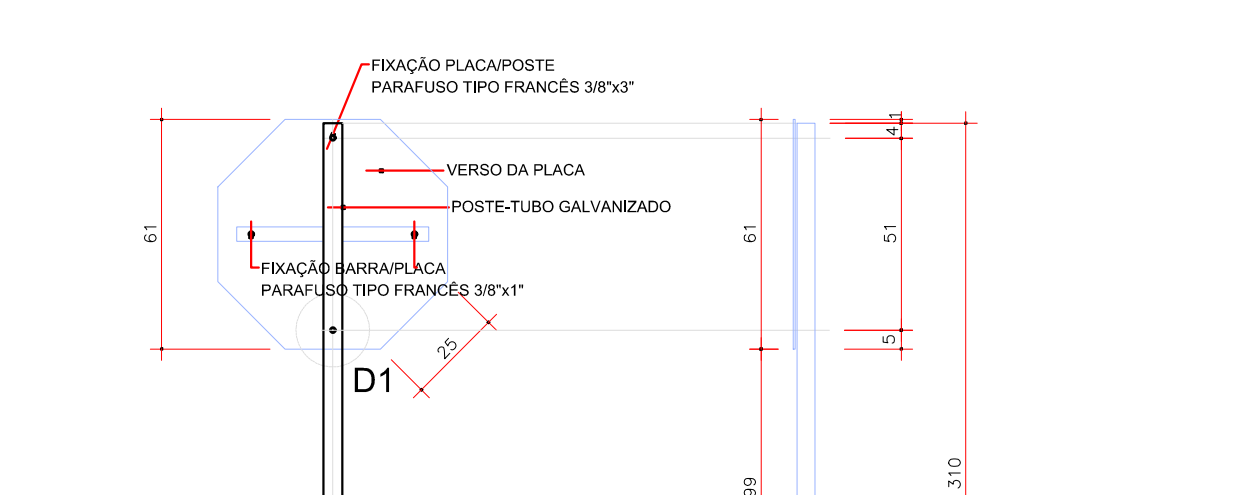 FIXAÇÃO PLACA/POSTE
PARAFUSO TIPO FRANCÊS 3/8"x3"
1
4
VERSO DA PLACA
POSTE-TUBO GALVANIZADO
61
61
51
FIXAÇÃO BARRA/PLACA
PARAFUSO TIPO FRANCÊS 3/8"x1"
25
5
D1
99
310